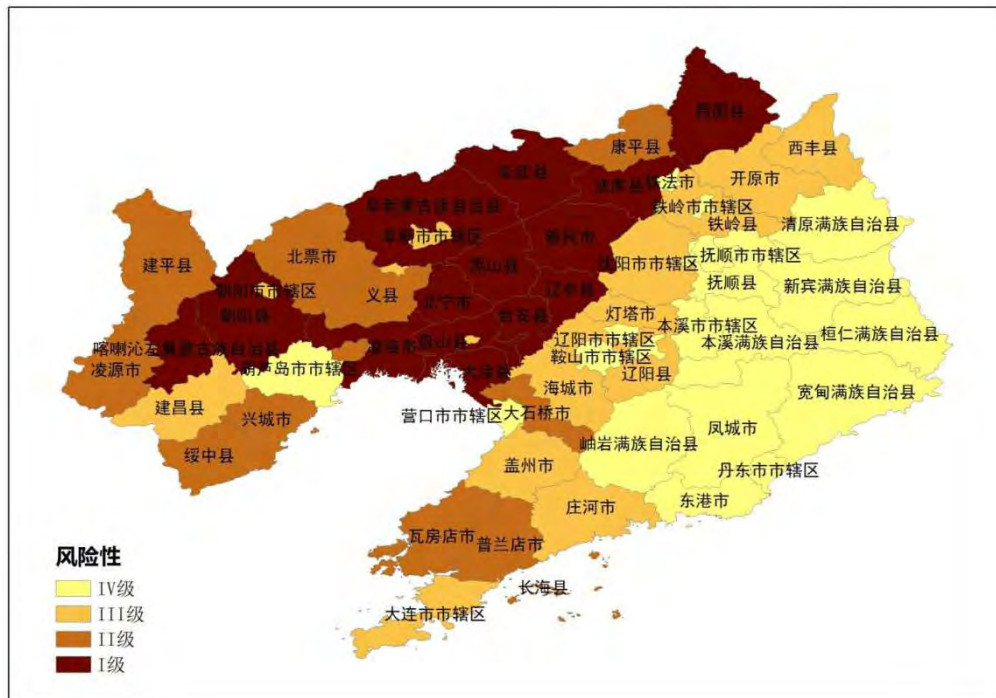 昌图县
康平县
西丰县
彰武县
法库县
调兵山市
开原市
阜新蒙古族自治县
铁岭市市辖区
铁岭县
清原满族自治县
阜新市市辖区
新民市
北票市
沈阳市市辖区
抚顺市市辖区
建平县
黑山县
抚顺县
新宾满族自治县
朝阳市市辖区
义县
北宁市
辽中县
朝阳县
台安县
灯塔市
本溪市市辖区
桓仁满族自治县
辽阳市市辖区
本溪满族自治县
盘山县
喀喇沁左翼蒙古族自治县
鞍山市市辖区
凌源市
葫芦岛市市辖区
大洼县
辽阳县
海城市
宽甸满族自治县
建昌县
兴城市
营口市市辖区
大石桥市
岫岩满族自治县
凤城市
绥中县
盖州市
丹东市市辖区
东港市
庄河市
瓦房店市
普兰店市
长海县
大连市市辖区
风险性
IV级
III级
II级
I级